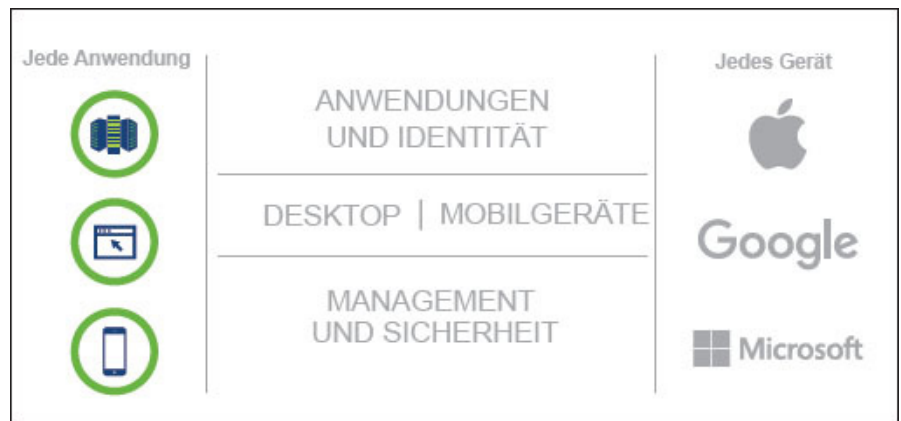 Jede Anwendung
ANWENDUNGEN
UND IDENTITÄT
DESKTOP | MOBILGERÄTE
MANAGEMENT
UND SICHERHEIT
Jedes Gerät
Google
Microsoft